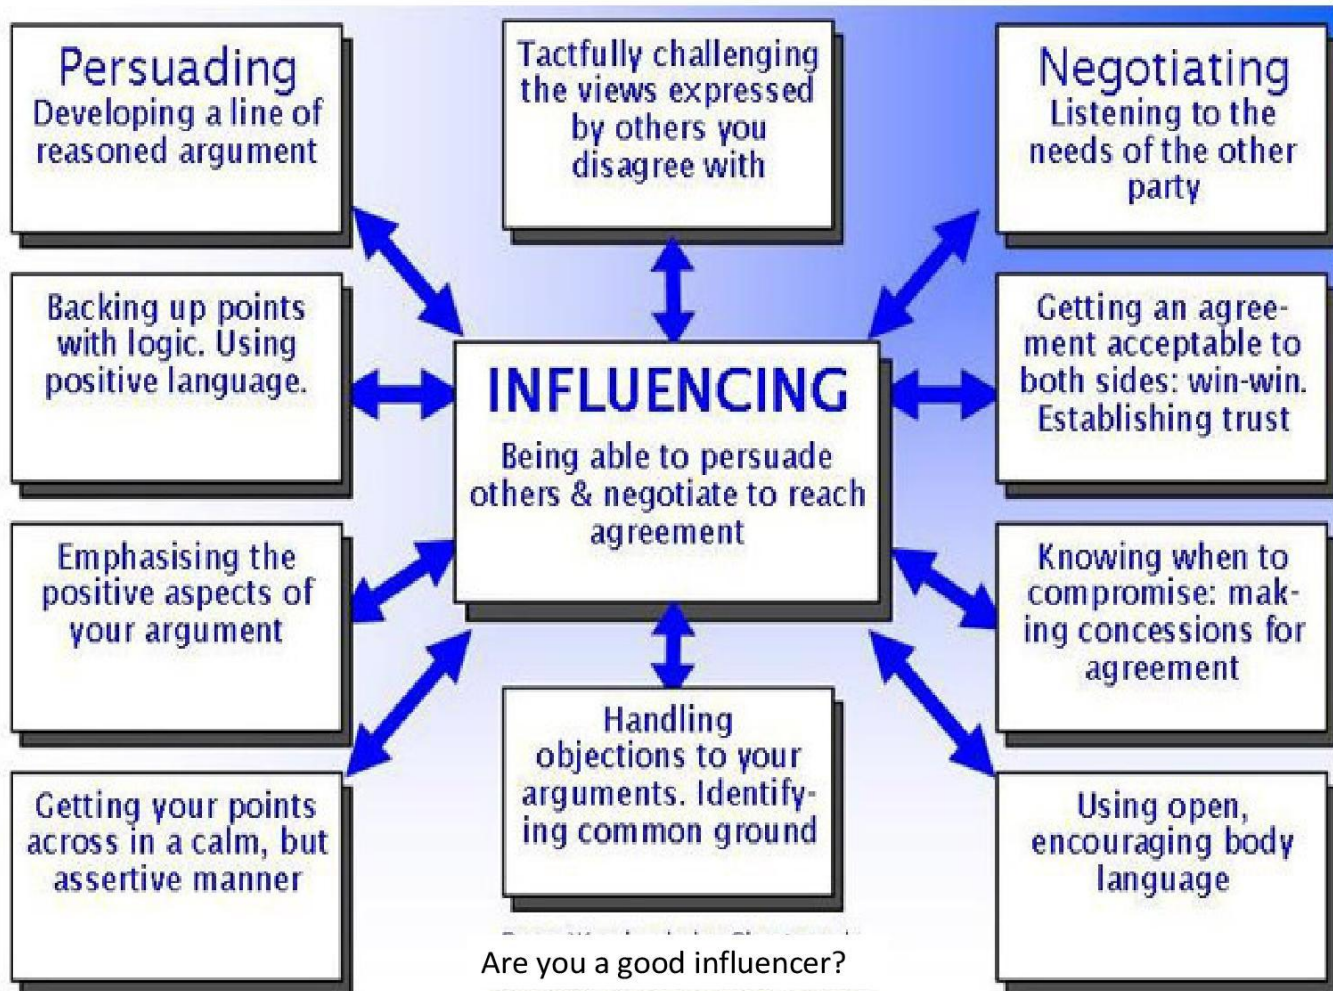 Persuading
Developing a line of
reasoned argument
Tactfully challenging
the views expressed
by others you
disagree with
Negotiating
Listening to the
needs of the other
party
Backing up points
with logic. Using
positive language.
INFLUENCING
Being able to persuade
others & negotiate to reach
agreement
Getting an agree-
ment acceptable to
both sides: win-win.
Establishing trust
Emphasising the
positive aspects of
your argument
Knowing when to
compromise: mak-
ing concessions for
agreement
Getting your points
across in a calm, but
assertive manner
Handling
objections to your
arguments. Identify-
ing common ground
Using open,
encouraging body
language
Are you a good influencer?